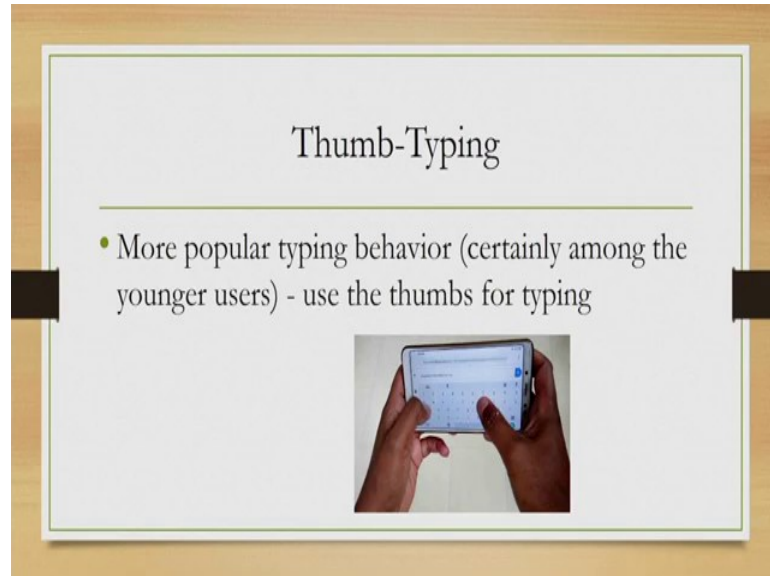 Thumb-Typing
• More popular typing behavior (certainly among the
younger users) - use the thumbs for typing